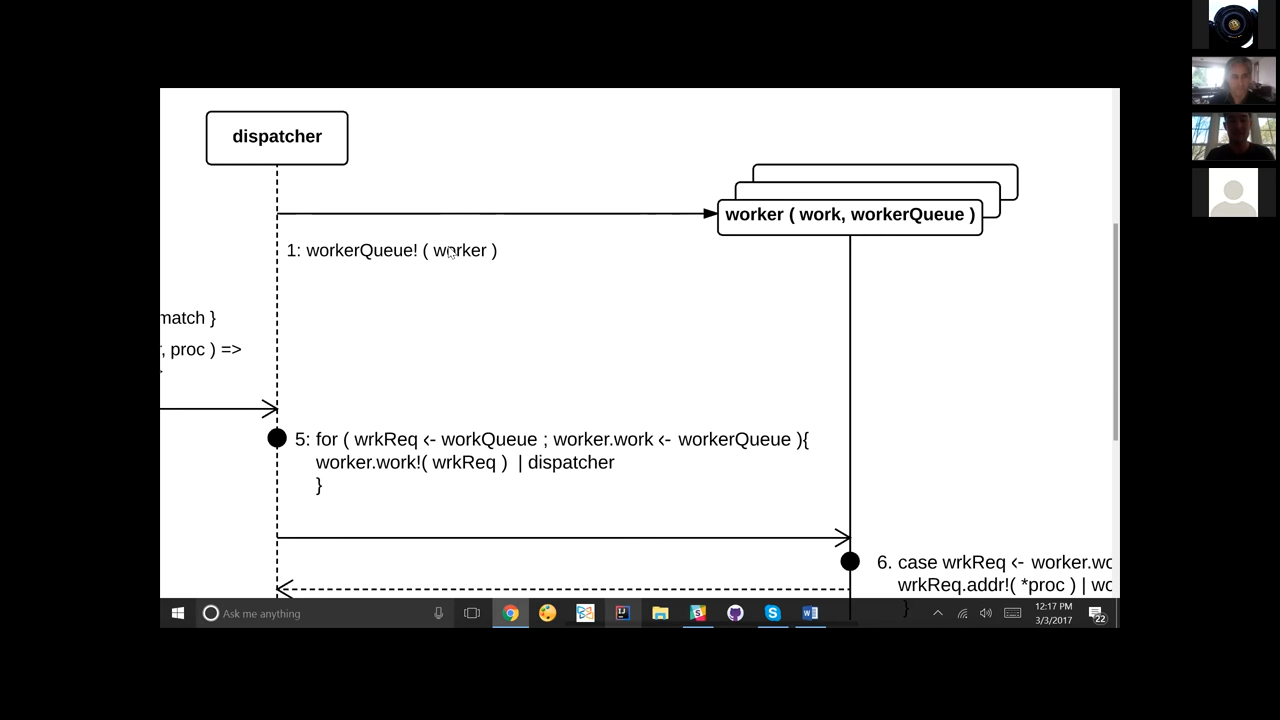 dispatcher
worker ( work, workerQueue )
1: workerQueue! ( worker )
match }
, proc ) =>
5: for ( wrkReq <- workQueue ; worker.work <- workerQueue ){
worker.work!( wrkReq ) | dispatcher
}
6. case wrkReq <- worker.wo
wrkReq.addr!( *proc ) | wo
}
Ask me anything
12:17 PM
3/3/2017
22